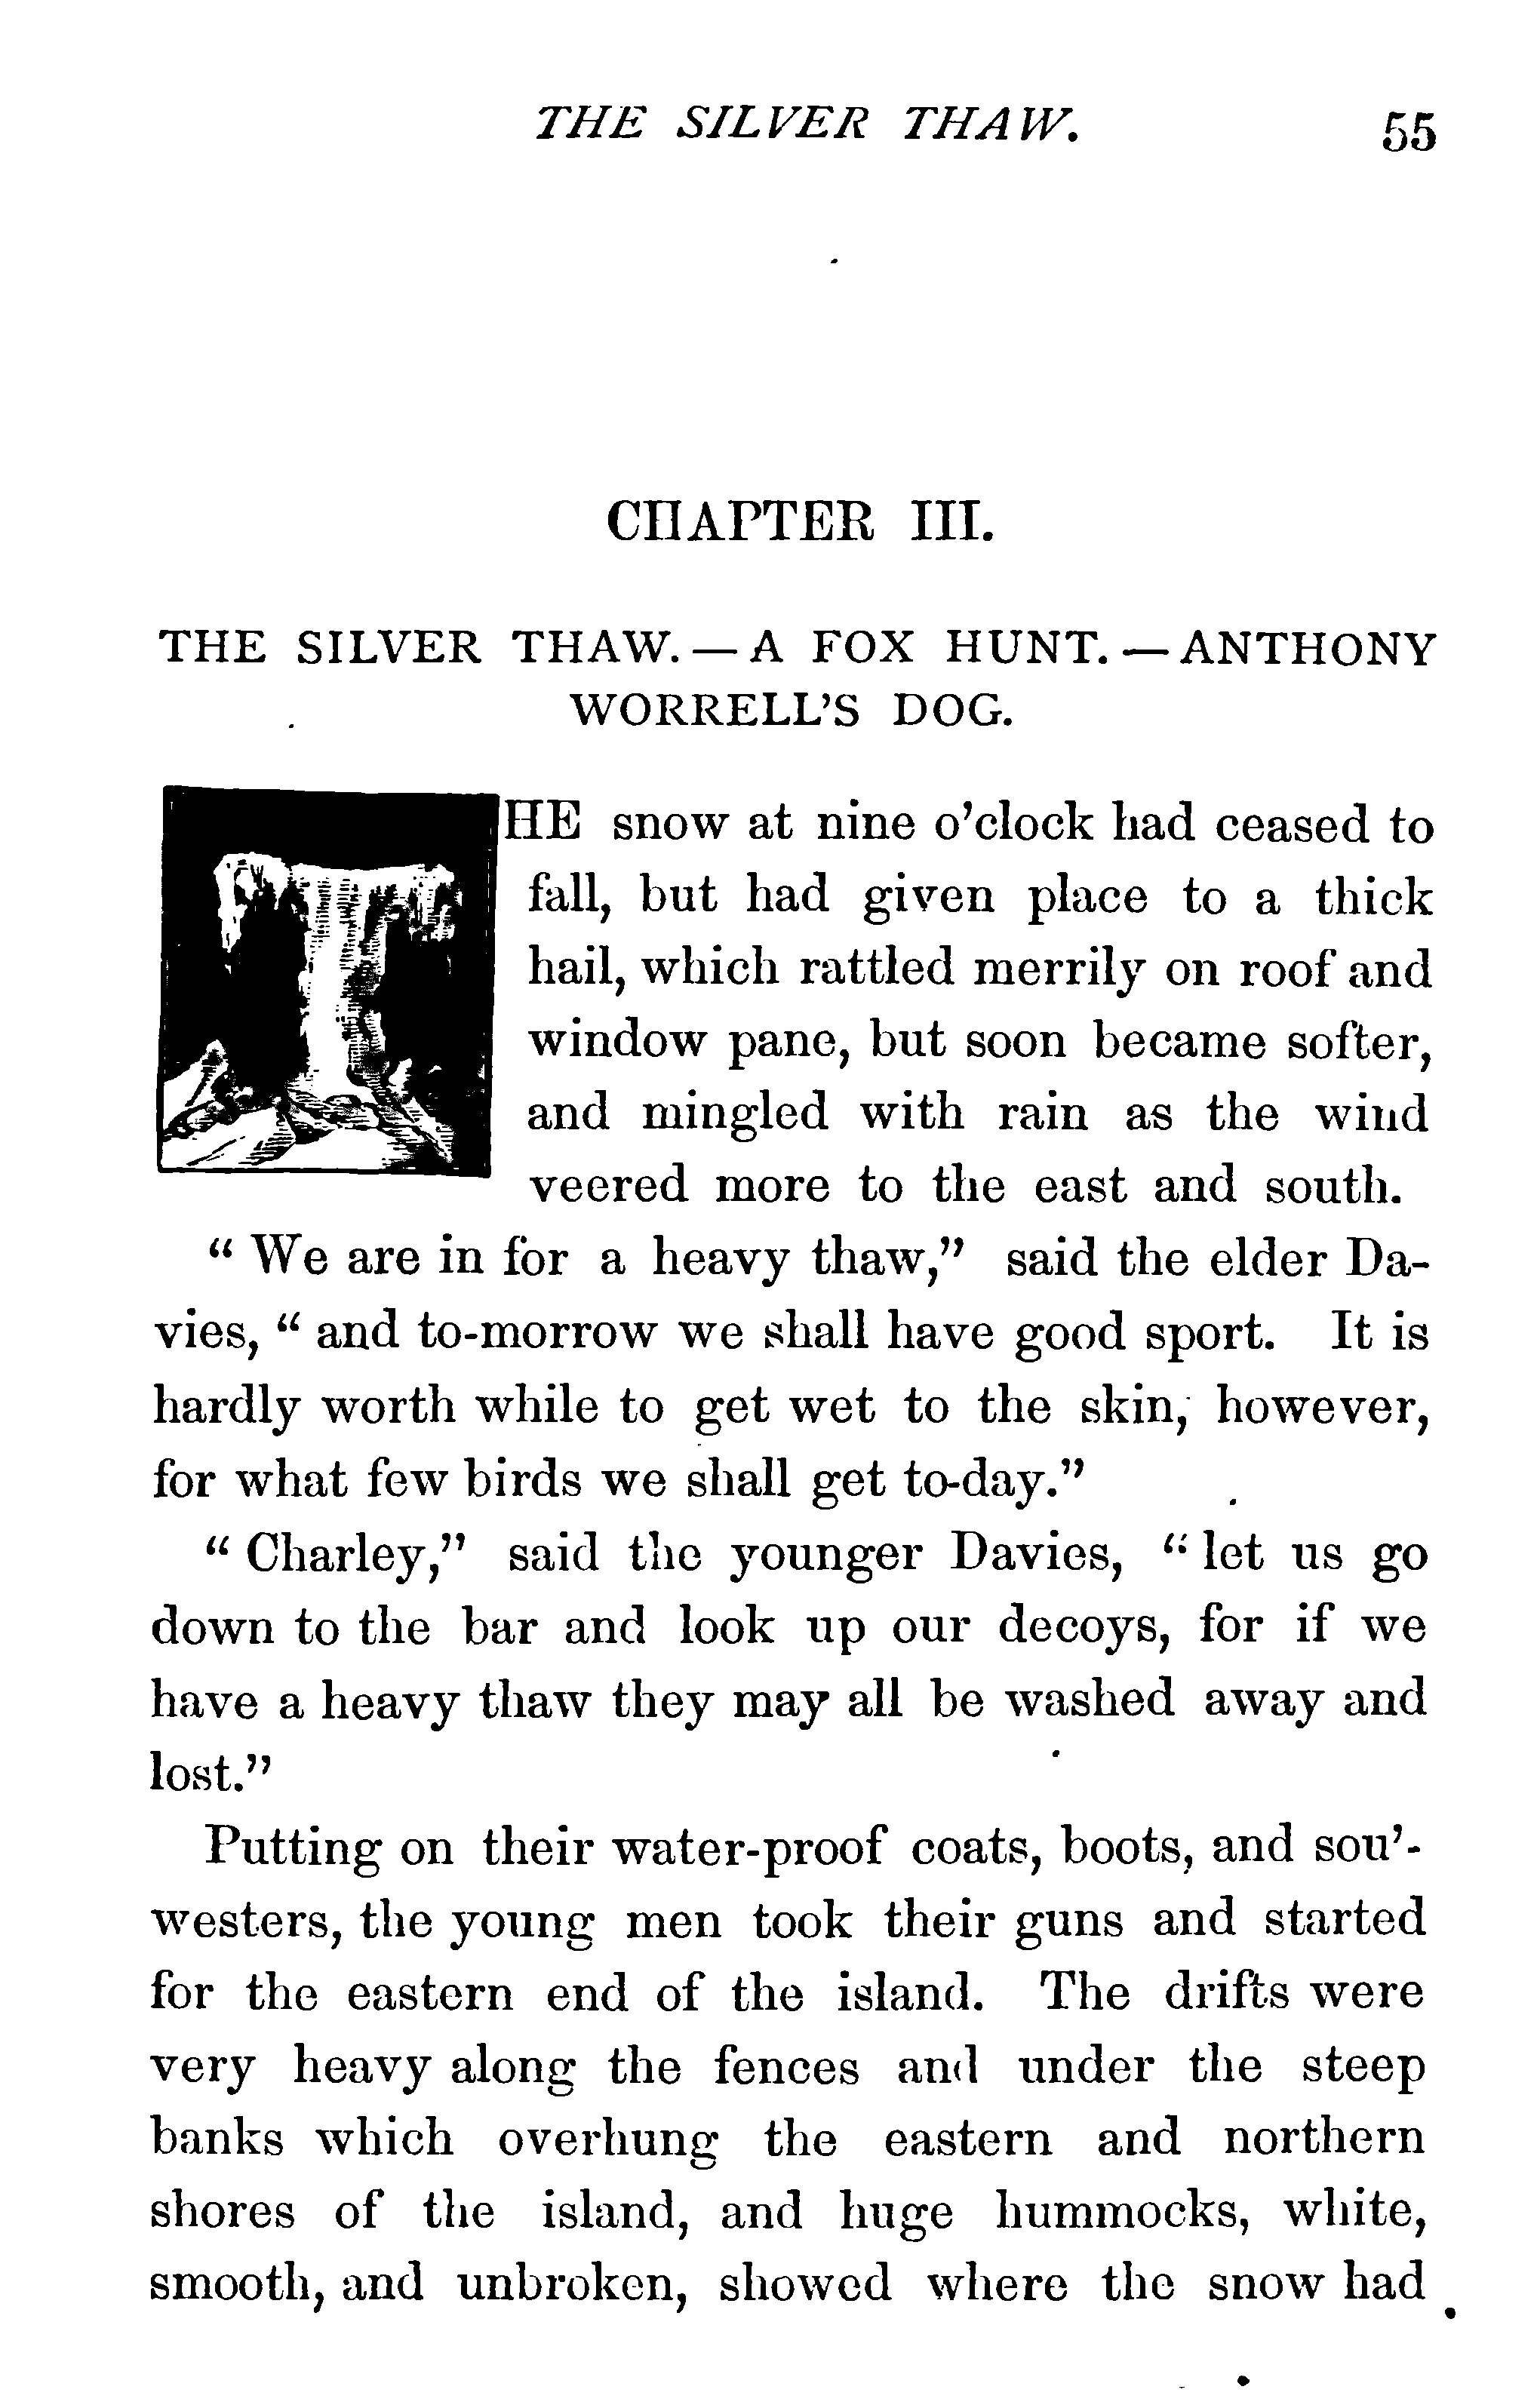 THE SILVER THAW. 55
CHAPTER III.
THE SILVER THAW. — A FOX HUNT. — ANTHONY
WORRELL'S DOG.
THE snow at nine o'clock had ceased to
fall, but had given place to a thick
hail, which rattled merrily on roof and
window pane, but soon became softer,
and mingled with rain as the wind
veered more to the east and south.
“ We are in for a heavy thaw,” said the elder Da-
vies, “ and to-morrow we shall have good sport. It is
hardly worth while to get wet to the skin, however,
for what few birds we shall get to-day.”
“ Charley,” said the younger Davies, “ let us go
down to the bar and look up our decoys, for if we
have a heavy thaw they may all be washed away and
lost.”
Putting on their water-proof coats, boots, and sou'-
westers, the young men took their guns and started
for the eastern end of the island. The drifts were
very heavy along the fences and under the steep
banks which overhung the eastern and northern
shores of the island, and huge hummocks, white,
smooth, and unbroken, showed where the snow had